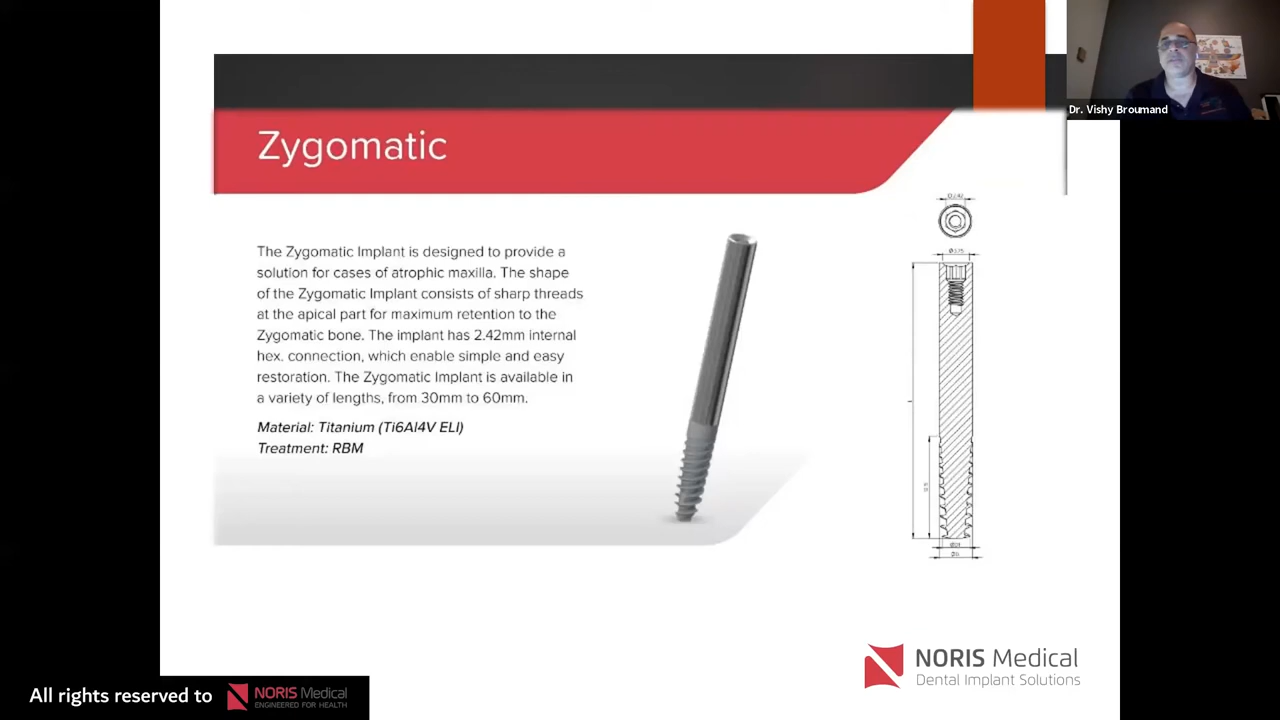 Dr. Vishy Broumand
Zygomatic
The Zygomatic Implant is designed to provide a
solution for cases of atrophic maxilla. The shape
of the Zygomatic Implant consists of sharp threads
at the apical part for maximum retention to the
Zygomatic bone. The implant has 2.42mm internal
hex. connection, which enable simple and easy
restoration. The Zygomatic Implant is available in
a variety of lengths, from 30mm to 60mm.
Material: Titanium (Ti6Al4V ELI)
Treatment: RBM
NORIS Medical
Dental Implant Solutions
All rights reserved to
NORIS Medical
ENGINEERED FOR HEALTH